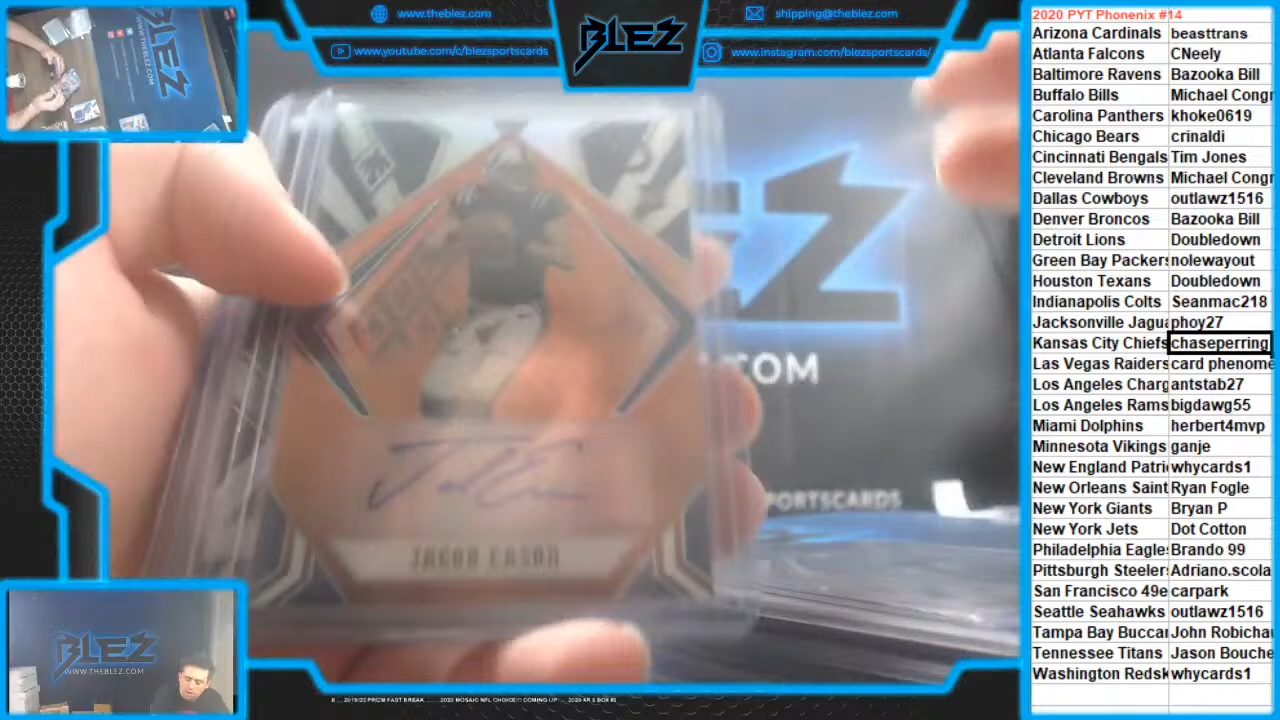 www.theblez.com
BLEZ
shipping@theblez.com
www.youtube.com/c/blezsportscards
www.instagram.com/blezsportscards/
JACOB EASON
EZ
.COM
PORTSCARDS
BLEZ
WWW.THEBLEZ.COM
2020 PYT Phonenix #14
Arizona Cardinals beasttrans
Atlanta Falcons CNeely
Baltimore Ravens Bazooka Bill
Buffalo Bills Michael Congr
Carolina Panthers khoke0619
Chicago Bears crinaldi
Cincinnati Bengals Tim Jones
Cleveland Browns Michael Congr
Dallas Cowboys outlawz1516
Denver Broncos Bazooka Bill
Detroit Lions Doubledown
Green Bay Packers nolewayout
Houston Texans Doubledown
Indianapolis Colts Seanmac218
Jacksonville Jagua phoy27
Kansas City Chiefs chaseperring
Las Vegas Raiders card phenome
Los Angeles Charg antstab27
Los Angeles Rams bigdawg55
Miami Dolphins herbert4mvp
Minnesota Vikings ganje
New England Patri whycards1
New Orleans Saint Ryan Fogle
New York Giants Bryan P
New York Jets Dot Cotton
Philadelphia Eagle Brando 99
Pittsburgh Steelers Adriano.scola
San Francisco 49e carpark
Seattle Seahawks outlawz1516
Tampa Bay Buccar John Robicha
Tennessee Titans Jason Bouche
Washington Redsk whycards1